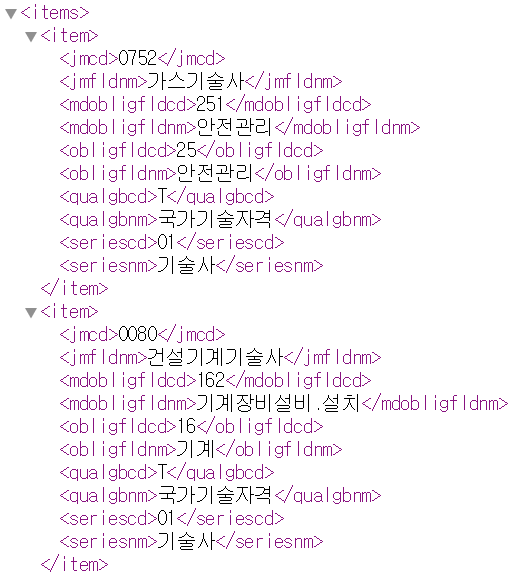 <items>
<item>
<jmcd>0752</jmcd>
<jmfldnm>가스기술사</jmfldnm>
<mdobligfldcd>251</mdobligfldcd>
<mdobligfldnm>안전관리</mdobligfldnm>
<obligfldcd>25</obligfldcd>
<obligfldnm>안전관리</obligfldnm>
<qualgbcd>T</qualgbcd>
<qualgbnm>국가기술자격</qualgbnm>
<seriescd>01</seriescd>
<seriesnm>기술사</seriesnm>
</item>
<item>
<jmcd>0080</jmcd>
<jmfldnm>건설기계기술사</jmfldnm>
<mdobligfldcd>162</mdobligfldcd>
<mdobligfldnm>기계장비설비.설치</mdobligfldnm>
<obligfldcd>16</obligfldcd>
<obligfldnm>기계</obligfldnm>
<qualgbcd>T</qualgbcd>
<qualgbnm>국가기술자격</qualgbnm>
<seriescd>01</seriescd>
<seriesnm>기술사</seriesnm>
</item>